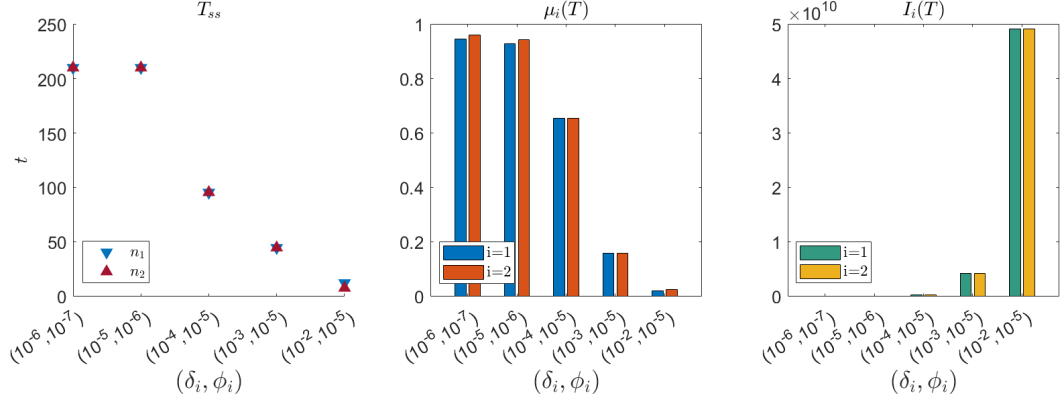 T_{ss}
250
200
150
100
50
0
t
n_1
n_2
(10^{-6},10^{-7})
(10^{-5},10^{-6})
(10^{-4},10^{-5})
(10^{-3},10^{-5})
(10^{-2},10^{-5})
(δ_i, φ_i)
μ_i(T)
1
0.8
0.6
0.4
0.2
0
i=1
i=2
(10^{-6},10^{-7})
(10^{-5},10^{-6})
(10^{-4},10^{-5})
(10^{-3},10^{-5})
(10^{-2},10^{-5})
(δ_i, φ_i)
×10^{10}
I_i(T)
5
4
3
2
1
0
i=1
i=2
(10^{-6},10^{-7})
(10^{-5},10^{-6})
(10^{-4},10^{-5})
(10^{-3},10^{-5})
(10^{-2},10^{-5})
(δ_i, φ_i)